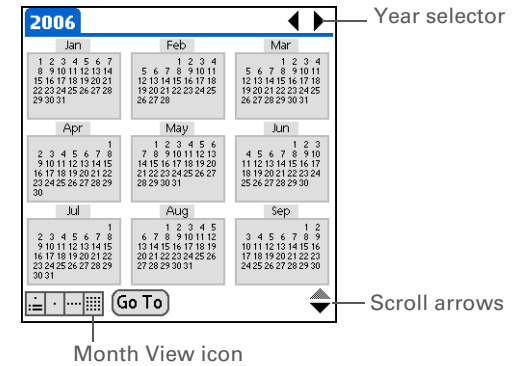 2006
Year selector
Jan Feb Mar
1 2 3 4 5 6 7 1 2 3 4 1 2 3 4
8 9 10 11 12 13 14 5 6 7 8 9 10 11 5 6 7 8 9 10 11
15 16 17 18 19 20 21 12 13 14 15 16 17 18 12 13 14 15 16 17 18
22 23 24 25 26 27 28 19 20 21 22 23 24 25 19 20 21 22 23 24 25
29 30 31 26 27 28 26 27 28 29 30 31
Apr May Jun
1 1 2 3 4 5 6 1 2 3
2 3 4 5 6 7 8 7 8 9 10 11 12 13 4 5 6 7 8 9 10
9 10 11 12 13 14 15 14 15 16 17 18 19 20 11 12 13 14 15 16 17
16 17 18 19 20 21 22 21 22 23 24 25 26 27 18 19 20 21 22 23 24
23 24 25 26 27 28 29 28 29 30 31 25 26 27 28 29 30
30
Jul Aug Sep
1 1 2 3 4 5 1 2
2 3 4 5 6 7 8 6 7 8 9 10 11 12 3 4 5 6 7 8 9
9 10 11 12 13 14 15 13 14 15 16 17 18 19 10 11 12 13 14 15 16
16 17 18 19 20 21 22 20 21 22 23 24 25 26 17 18 19 20 21 22 23
23 24 25 26 27 28 29 27 28 29 30 31 24 25 26 27 28 29 30
30 31
Go To
Scroll arrows
Month View icon